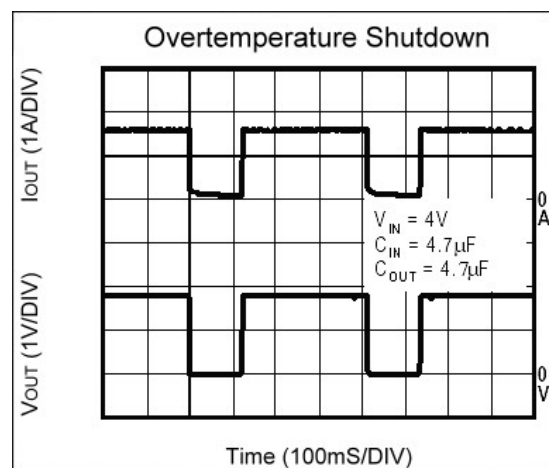 Overtemperature Shutdown
IOUT (1A/DIV)
0
A
VIN = 4V
CIN = 4.7μF
COUT = 4.7μF
VOUT (1V/DIV)
0
V
Time (100mS/DIV)